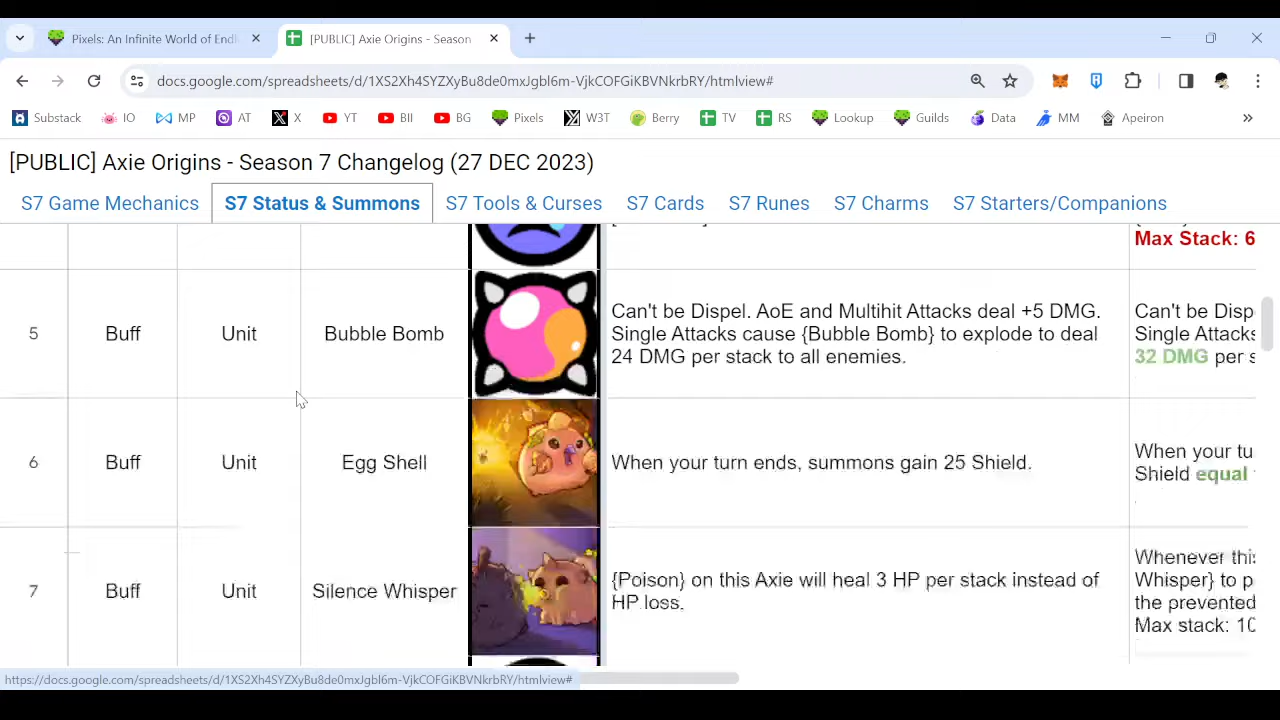 Pixels: An Infinite World of Endl
[PUBLIC] Axie Origins - Season
docs.google.com/spreadsheets/d/1XS2Xh4SYZXyBu8de0mxJgbl6m-VjkCOFGiKBVNkrbRY/htmlview#
Substack IO MP AT X YT BII BG Pixels W3T Berry TV RS Lookup Guilds Data MM Apeiron
[PUBLIC] Axie Origins - Season 7 Changelog (27 DEC 2023)
S7 Game Mechanics S7 Status & Summons S7 Tools & Curses S7 Cards S7 Runes S7 Charms S7 Starters/Companions
Max Stack: 6
5 Buff Unit Bubble Bomb
Can't be Dispel. AoE and Multihit Attacks deal +5 DMG.
Single Attacks cause {Bubble Bomb} to explode to deal
24 DMG per stack to all enemies.
Can't be Disp
Single Attacks
32 DMG per s
6 Buff Unit Egg Shell
When your turn ends, summons gain 25 Shield.
When your tu
Shield equal
7 Buff Unit Silence Whisper
{Poison} on this Axie will heal 3 HP per stack instead of
HP loss.
Whenever this
Whisper} to p
the prevented
Max stack: 10
https://docs.google.com/spreadsheets/d/1XS2Xh4SYZXyBu8de0mxJgbl6m-VjkCOFGiKBVNkrbRY/htmlview#